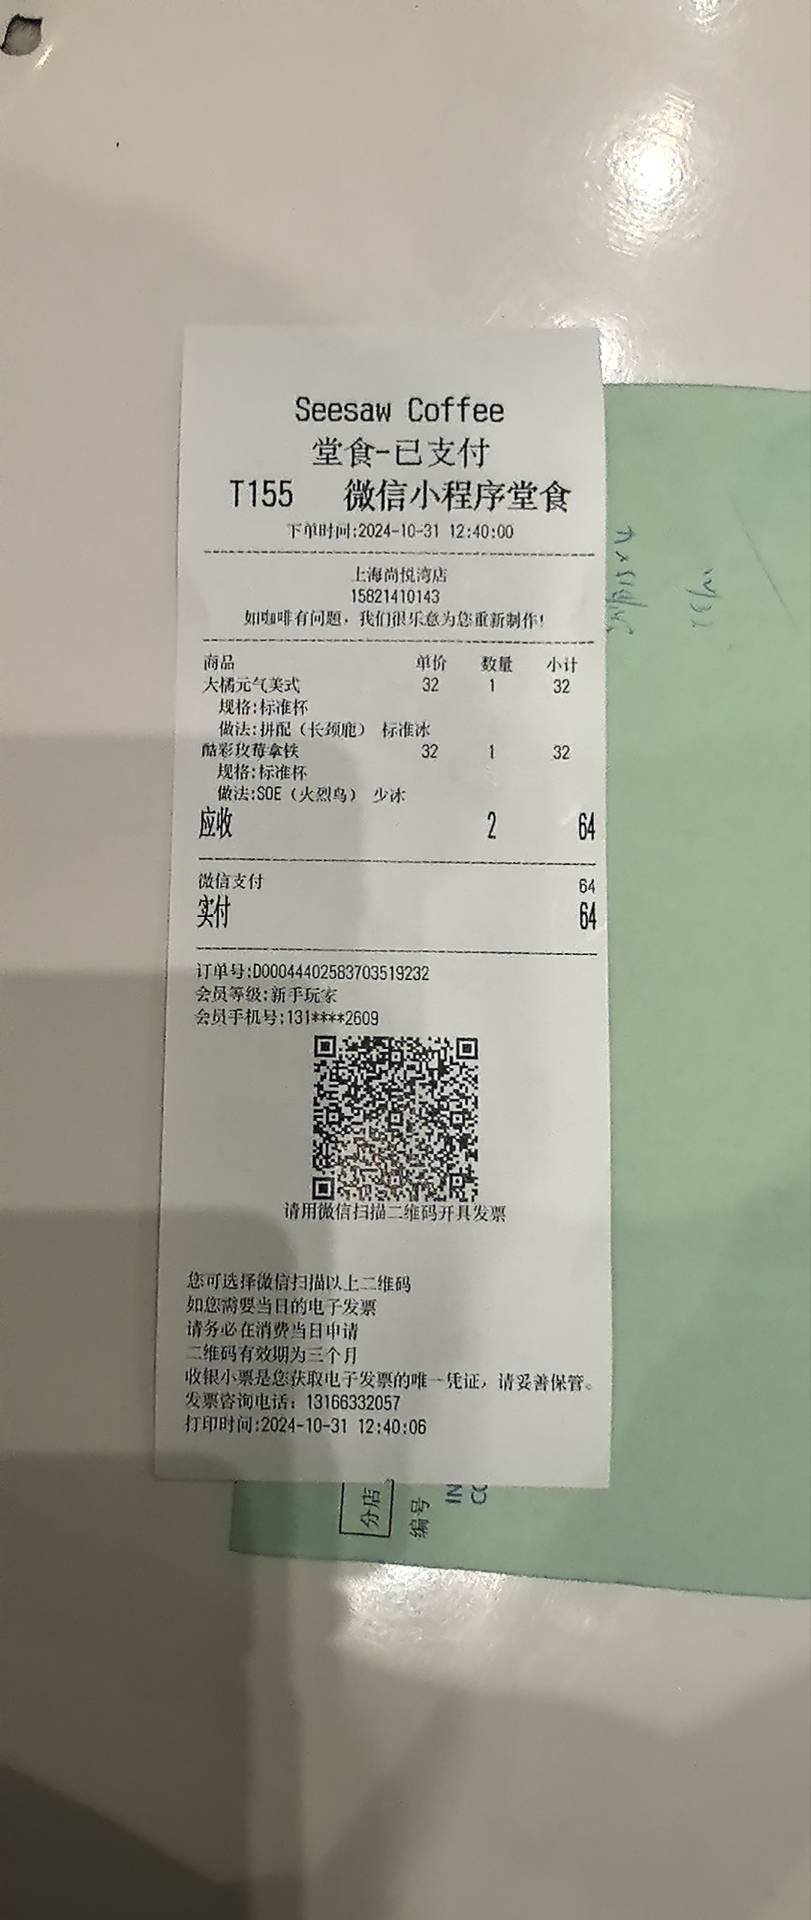 Seesaw Coffee
堂食-已支付
T155 微信小程序堂食
下单时间:2024-10-31 12:40:00
上海尚悦湾店
15821410143
如咖啡有问题，我们很乐意为您重新制作!
商品 单价 数量 小计
大橘元气美式 32 1 32
规格:标准杯
做法:拼配（长颈鹿） 标准冰
酷彩玫莓拿铁 32 1 32
规格:标准杯
做法:SOE（火烈鸟） 少冰
应收 2 64
微信支付 64
实付 64
订单号:D00044402583703519232
会员等级:新手玩家
会员手机号:131****2609
请用微信扫描二维码开具发票
您可选择微信扫描以上二维码
如您需要当日的电子发票
请务必在消费当日申请
二维码有效期为三个月
收银小票是您获取电子发票的唯一凭证，请妥善保管。
发票咨询电话：13166332057
打印时间:2024-10-31 12:40:06
分店
编号